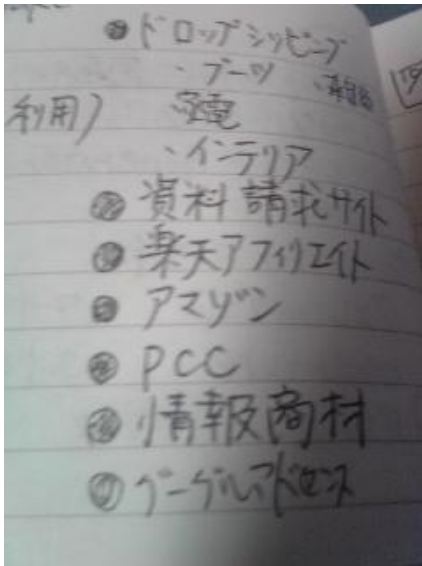 ドロップシッピング
・ブーツ
利用) 家電
・インテリア
資料請求サイト
楽天アフィリエイト
アマゾン
PCC
情報商材
グーグルアドセンス